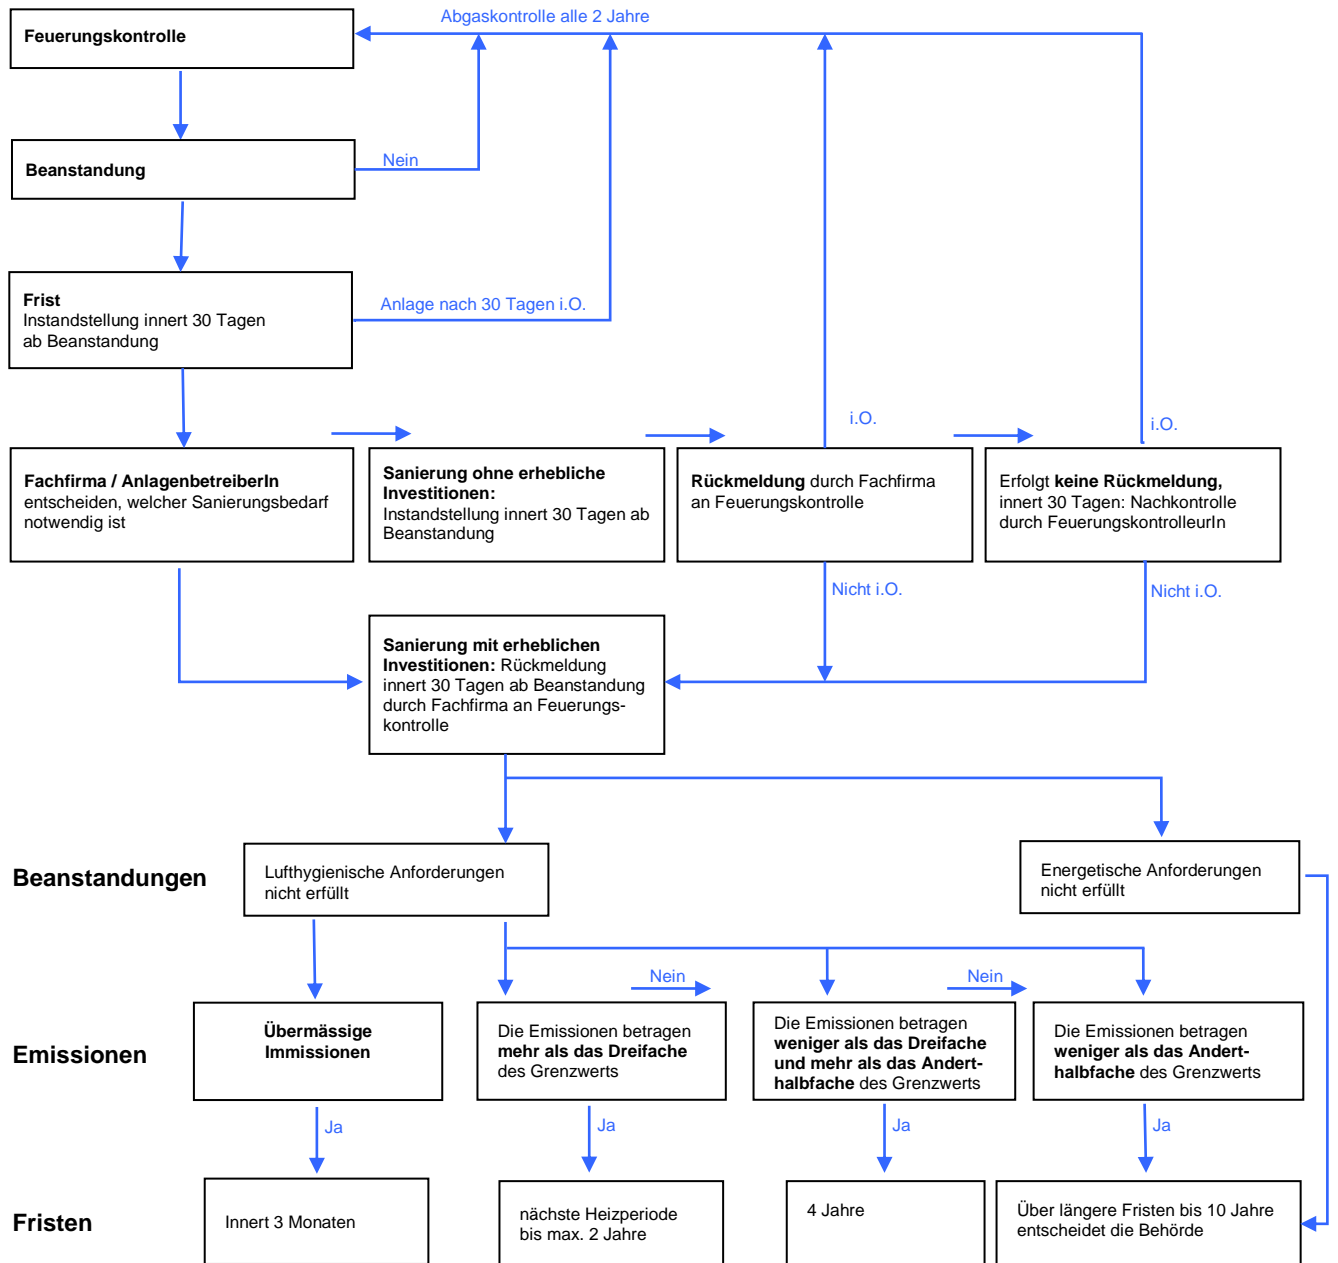 Abgaskontrolle alle 2 Jahre
Feuerungskontrolle
Beanstandung
Nein
Frist
Instandstellung innert 30 Tagen
ab Beanstandung
Anlage nach 30 Tagen i.O.
i.O.
i.O.
Fachfirma / AnlagenbetreiberIn
entscheiden, welcher Sanierungsbedarf
notwendig ist
Sanierung ohne erhebliche
Investitionen:
Instandstellung innert 30 Tagen ab
Beanstandung
Rückmeldung durch Fachfirma
an Feuerungskontrolle
Erfolgt keine Rückmeldung,
innert 30 Tagen: Nachkontrolle
durch FeuerungskontrolleurIn
Nicht i.O.
Nicht i.O.
Sanierung mit erheblichen
Investitionen: Rückmeldung
innert 30 Tagen ab Beanstandung
durch Fachfirma an Feuerungs-
kontrolle
Beanstandungen
Lufthygienische Anforderungen
nicht erfüllt
Energetische Anforderungen
nicht erfüllt
Nein
Nein
Emissionen
Übermässige
Immissionen
Die Emissionen betragen
mehr als das Dreifache
des Grenzwerts
Die Emissionen betragen
weniger als das Dreifache
und mehr als das Andert-
halbfache des Grenzwerts
Die Emissionen betragen
weniger als das Andert-
halbfache des Grenzwerts
Ja
Ja
Ja
Ja
Fristen
Innert 3 Monaten
nächste Heizperiode
bis max. 2 Jahre
4 Jahre
Über längere Fristen bis 10 Jahre
entscheidet die Behörde